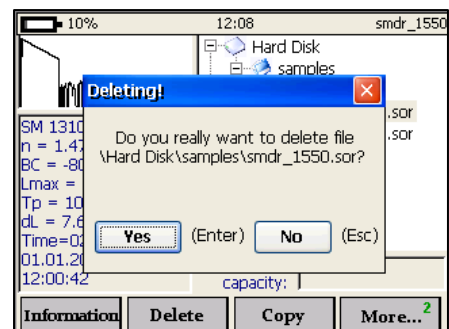 10% 12:08 smdr_1550
Hard Disk
samples
Deleting!
.sor
.sor
Do you really want to delete file
\Hard Disk\samples\smdr_1550.sor?
SM 1310
n = 1.47
BC = -80
Lmax =
Tp = 10
dL = 7.6
Time=02
01.01.20
12:00:42
Yes (Enter) No (Esc)
capacity:
Information Delete Copy More...2